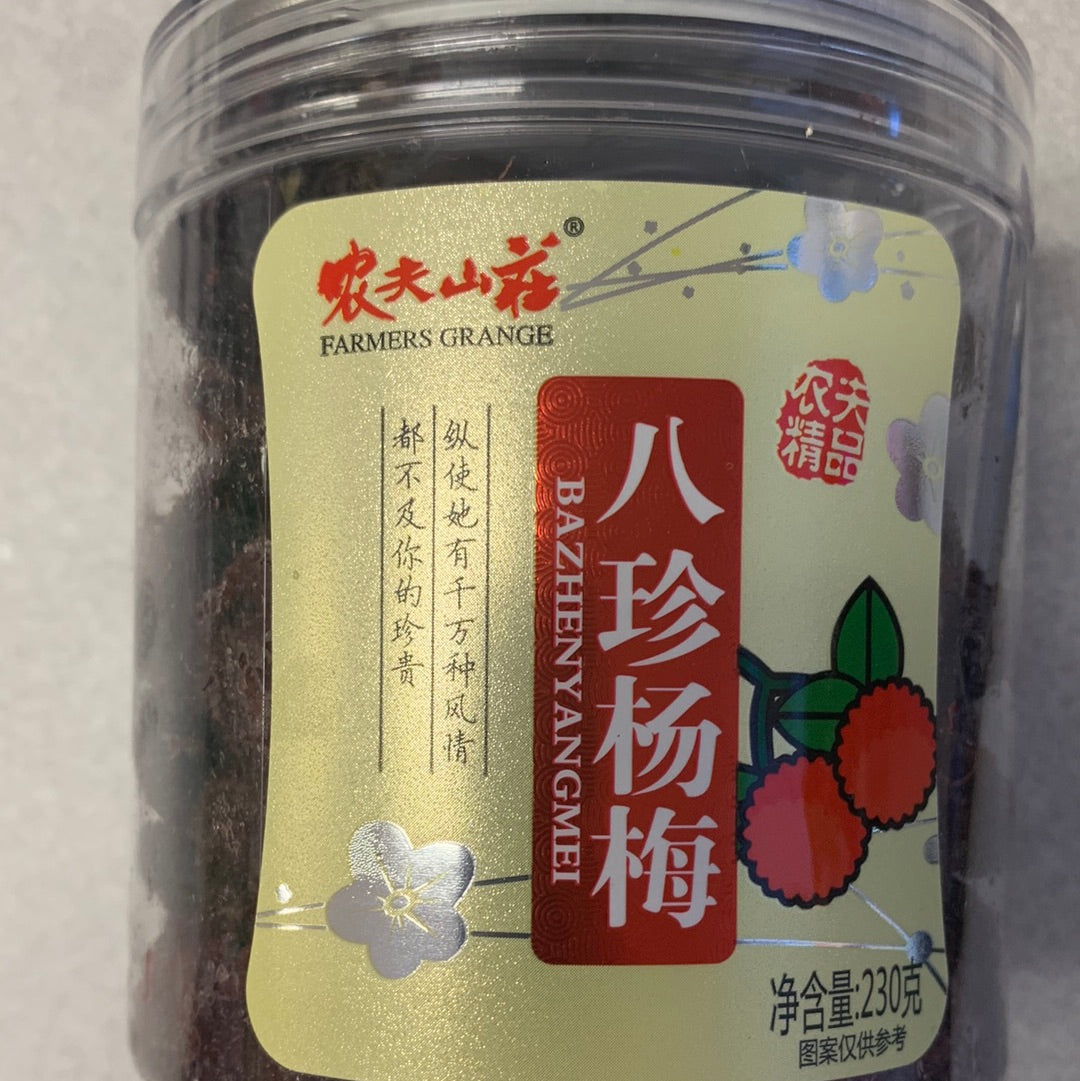 农夫山莊®
FARMERS GRANGE
农夫
精品
八珍杨梅
BAZHENYANGMEI
纵使她有千万种风情
都不及你的珍贵
净含量:230克
图案仅供参考